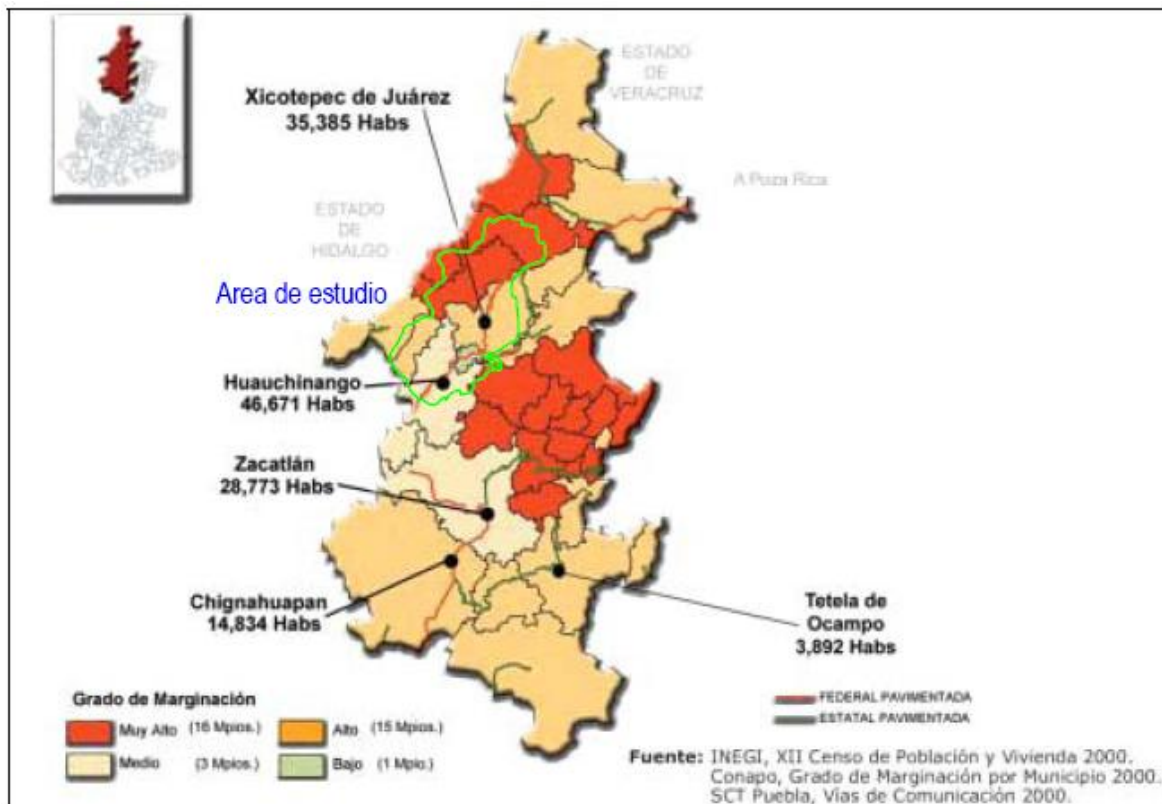 ESTADO
DE
VERACRUZ
Xicotepec de Juárez
35,385 Habs
A Poza Rica
ESTADO
DE
HIDALGO
Area de estudio
Huauchinango
46,671 Habs
Zacatlán
28,773 Habs
Chignahuapan
14,834 Habs
Tetela de
Ocampo
3,892 Habs
Grado de Marginación
Muy Alto (16 Mpios.)
Alto (15 Mpios.)
Medio (3 Mpios.)
Bajo (1 Mpio.)
FEDERAL PAVIMENTADA
ESTATAL PAVIMENTADA
Fuente: INEGI, XII Censo de Población y Vivienda 2000.
Conapo, Grado de Marginación por Municipio 2000.
SCT Puebla, Vías de Comunicación 2000.